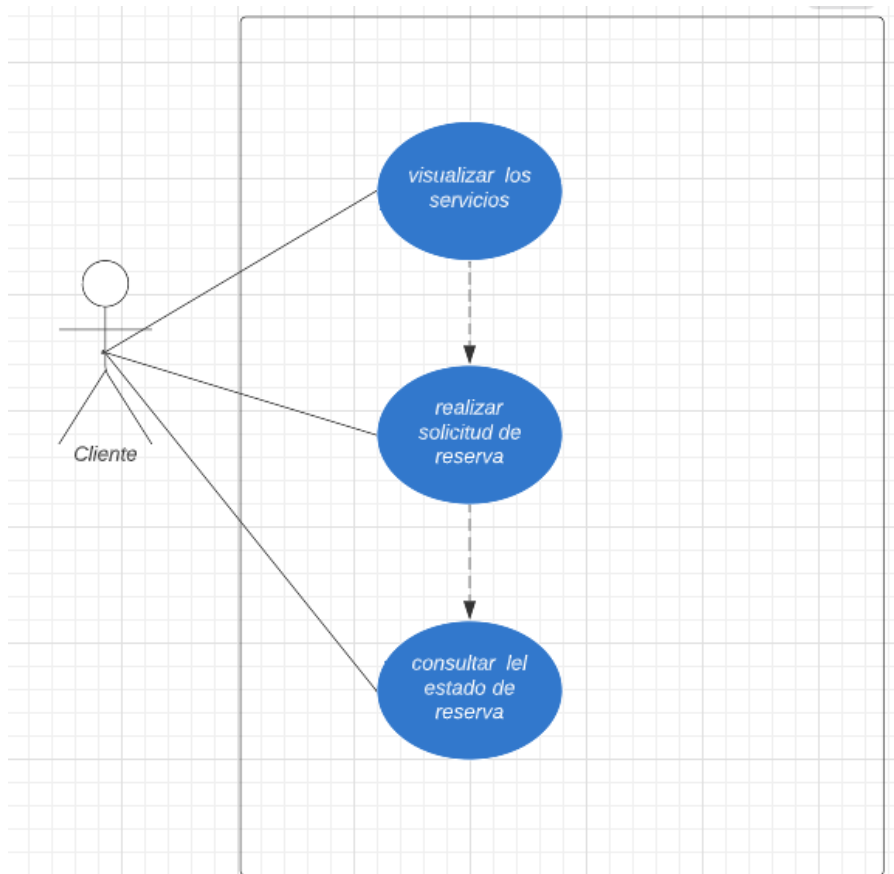 visualizar los
servicios
realizar
solicitud de
reserva
Cliente
consultar lel
estado de
reserva